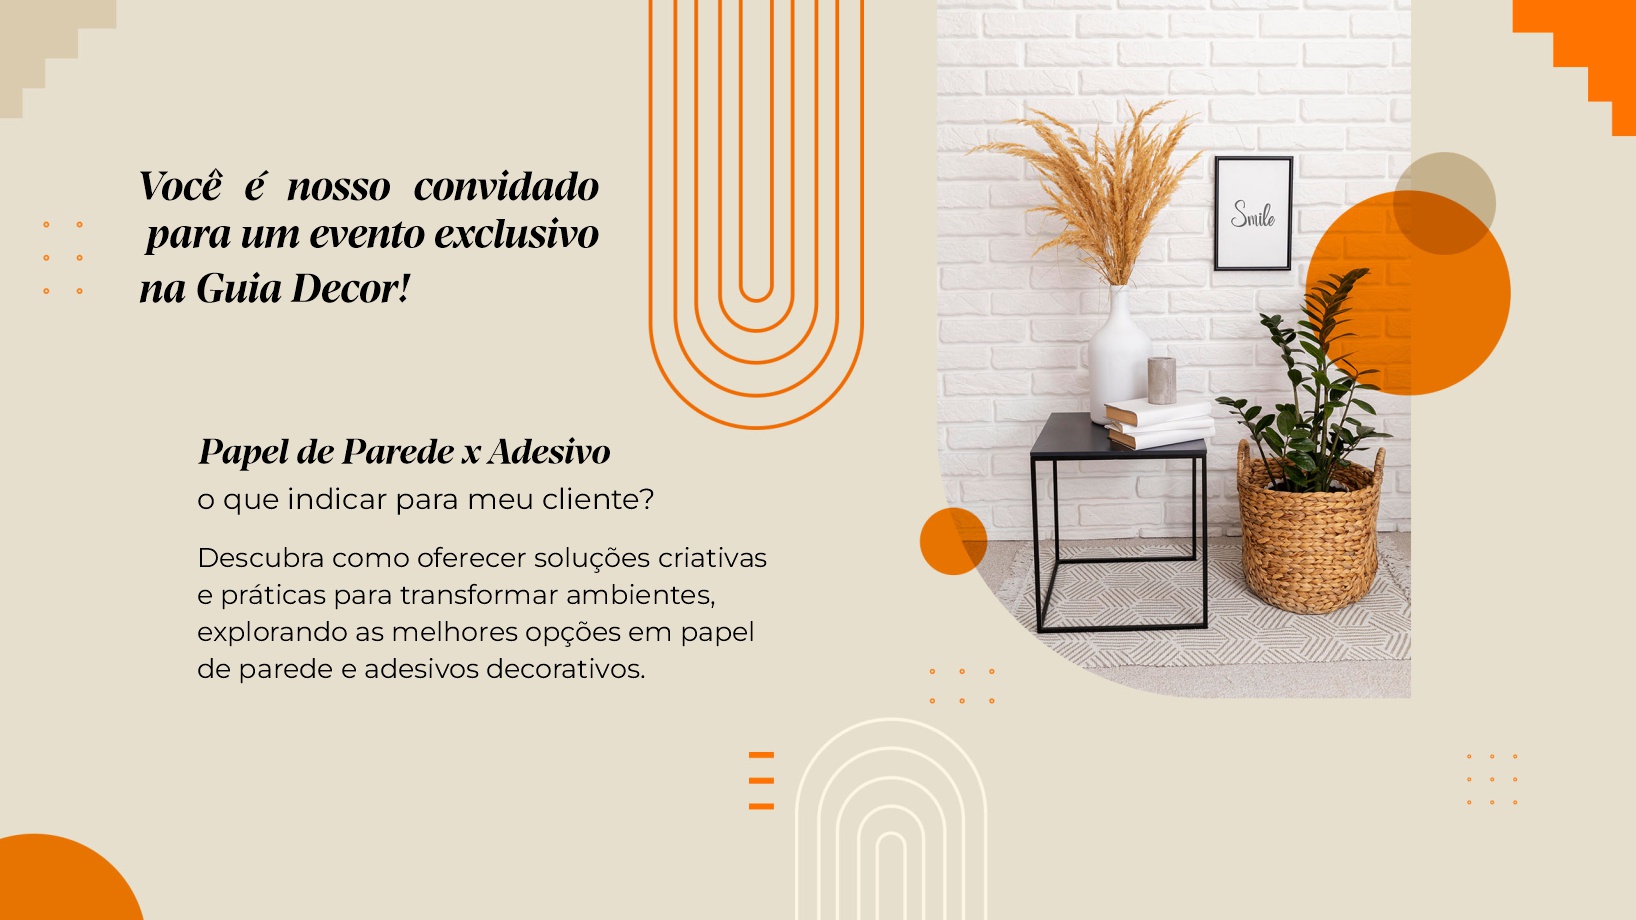 Você é nosso convidado
para um evento exclusivo
na Guia Decor!
Papel de Parede x Adesivo
o que indicar para meu cliente?
Descubra como oferecer soluções criativas
e práticas para transformar ambientes,
explorando as melhores opções em papel
de parede e adesivos decorativos.
Smile